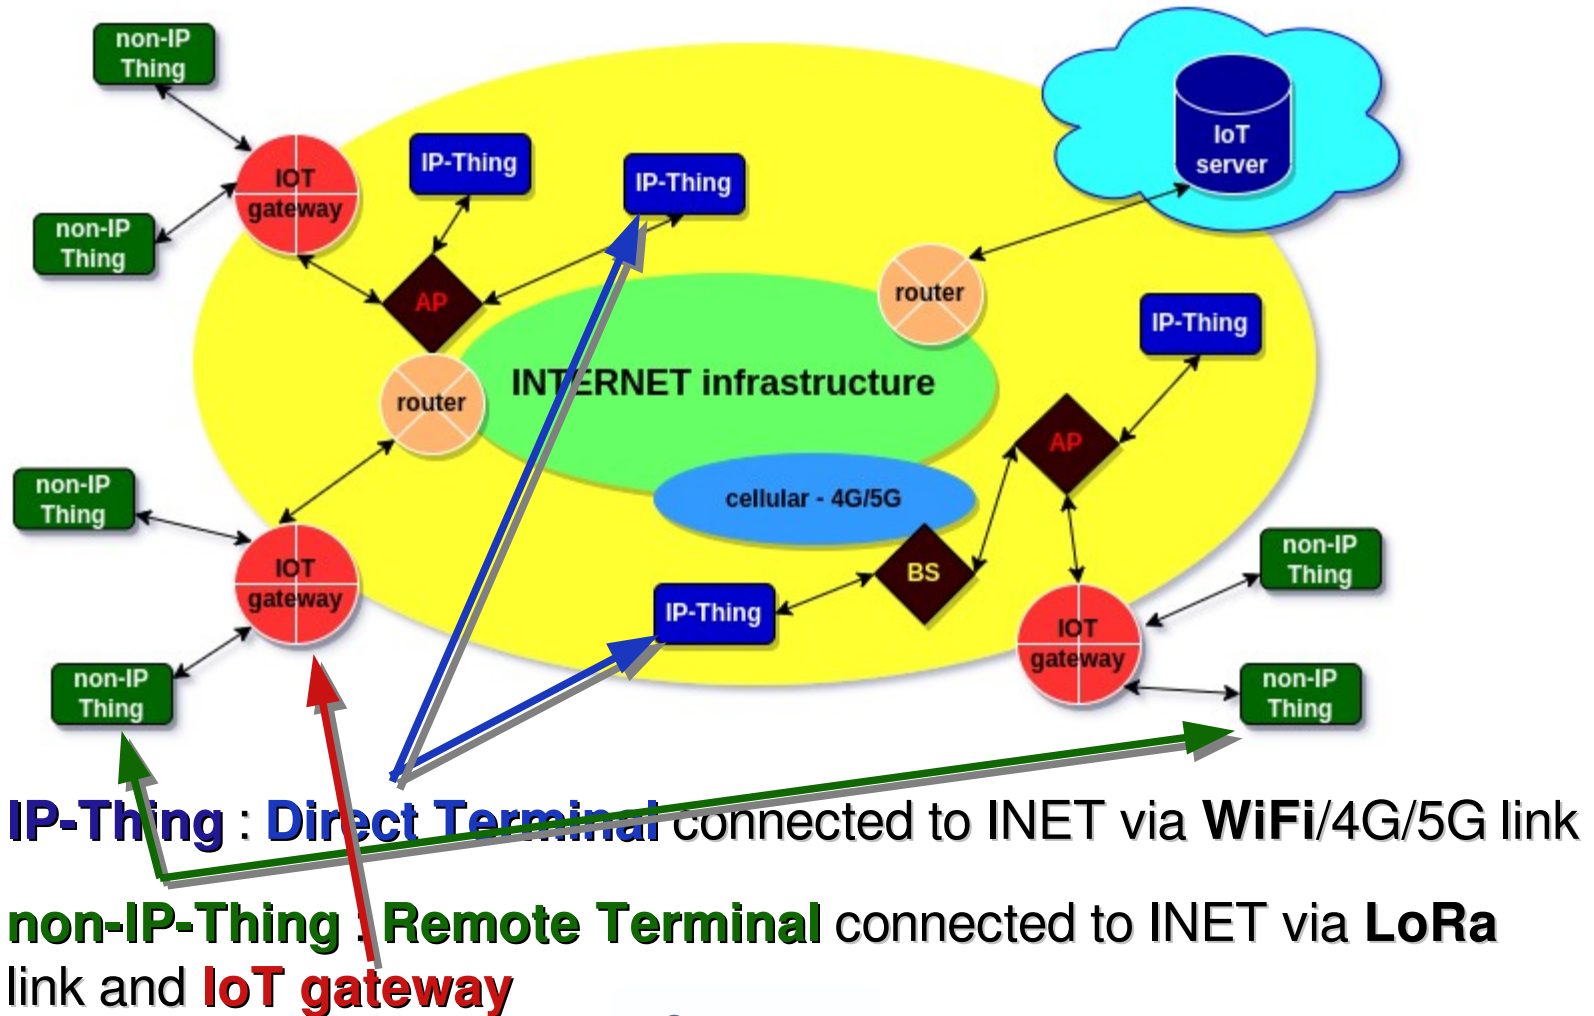 non-IP
Thing
IoT
server
IP-Thing
IP-Thing
IOT
gateway
non-IP
Thing
AP
router
IP-Thing
INTERNET infrastructure
router
AP
cellular - 4G/5G
non-IP
Thing
BS
non-IP
Thing
IOT
gateway
IP-Thing
IOT
gateway
non-IP
Thing
non-IP
Thing
IP-Thing : Direct Terminal connected to INET via WiFi/4G/5G link
non-IP-Thing : Remote Terminal connected to INET via LoRa
link and IoT gateway